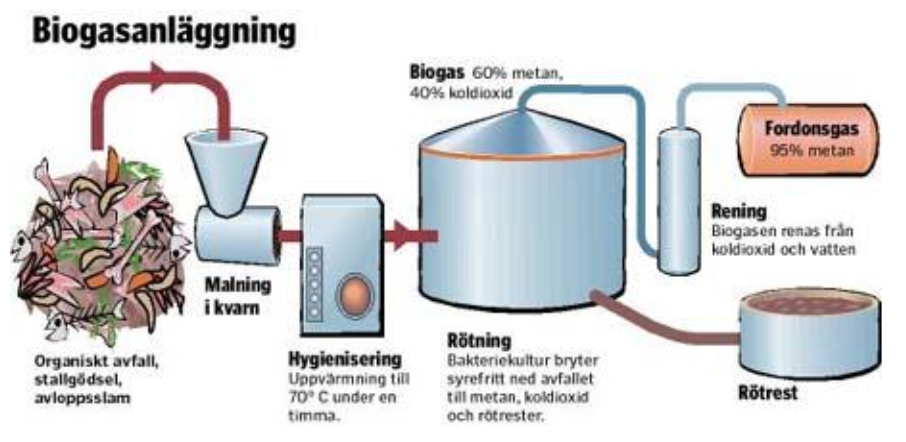 Biogasanläggning
Biogas 60% metan,
40% koldioxid
Fordonsgas
95% metan
Rening
Biogasen renas från
koldioxid och vatten
Malning
i kvarn
Organiskt avfall,
stallgödsel,
avloppsslam
Hygienisering
Uppvärmning till
70° C under en
timma.
Rötning
Bakteriekultur bryter
syrefritt ned avfallet
till metan, koldioxid
och rötrester.
Rötrest